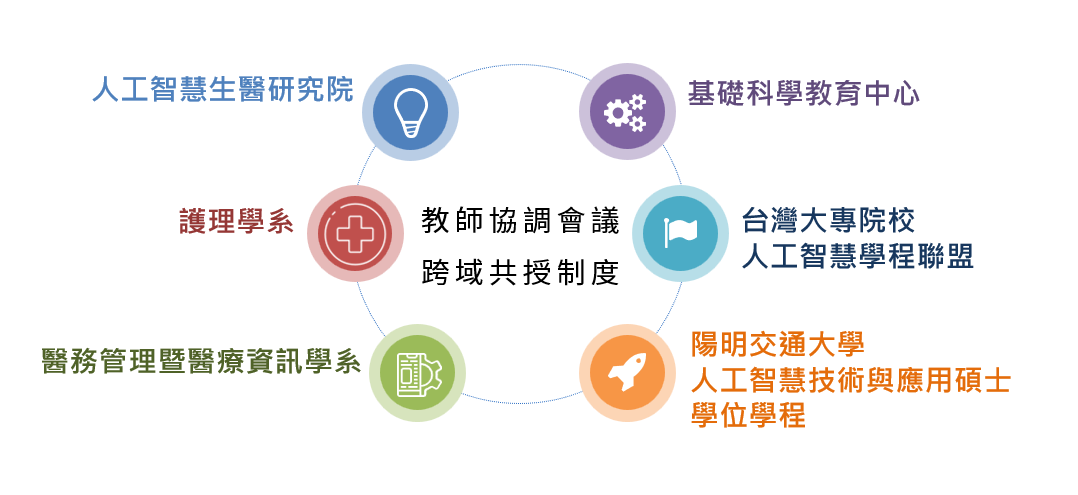 人工智慧生醫研究院
基礎科學教育中心
護理學系
教師協調會議
跨域共授制度
台灣大專院校
人工智慧學程聯盟
醫務管理暨醫療資訊學系
陽明交通大學
人工智慧技術與應用碩士
學位學程